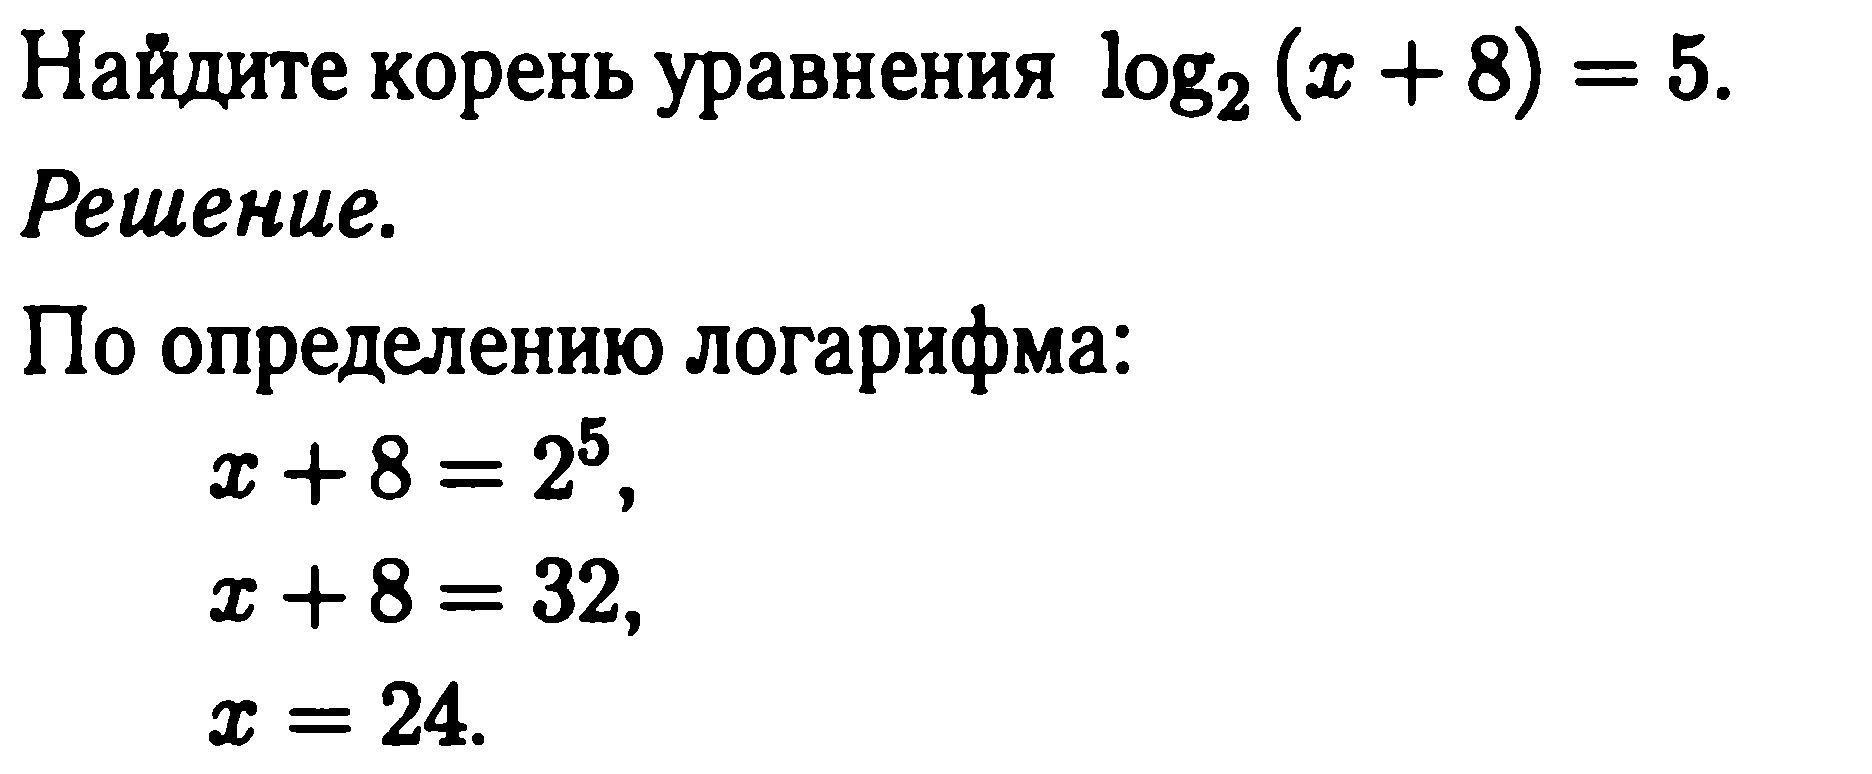 Найдите корень уравнения log₂ (x + 8) = 5.
Решение.
По определению логарифма:
x + 8 = 2⁵,
x + 8 = 32,
x = 24.